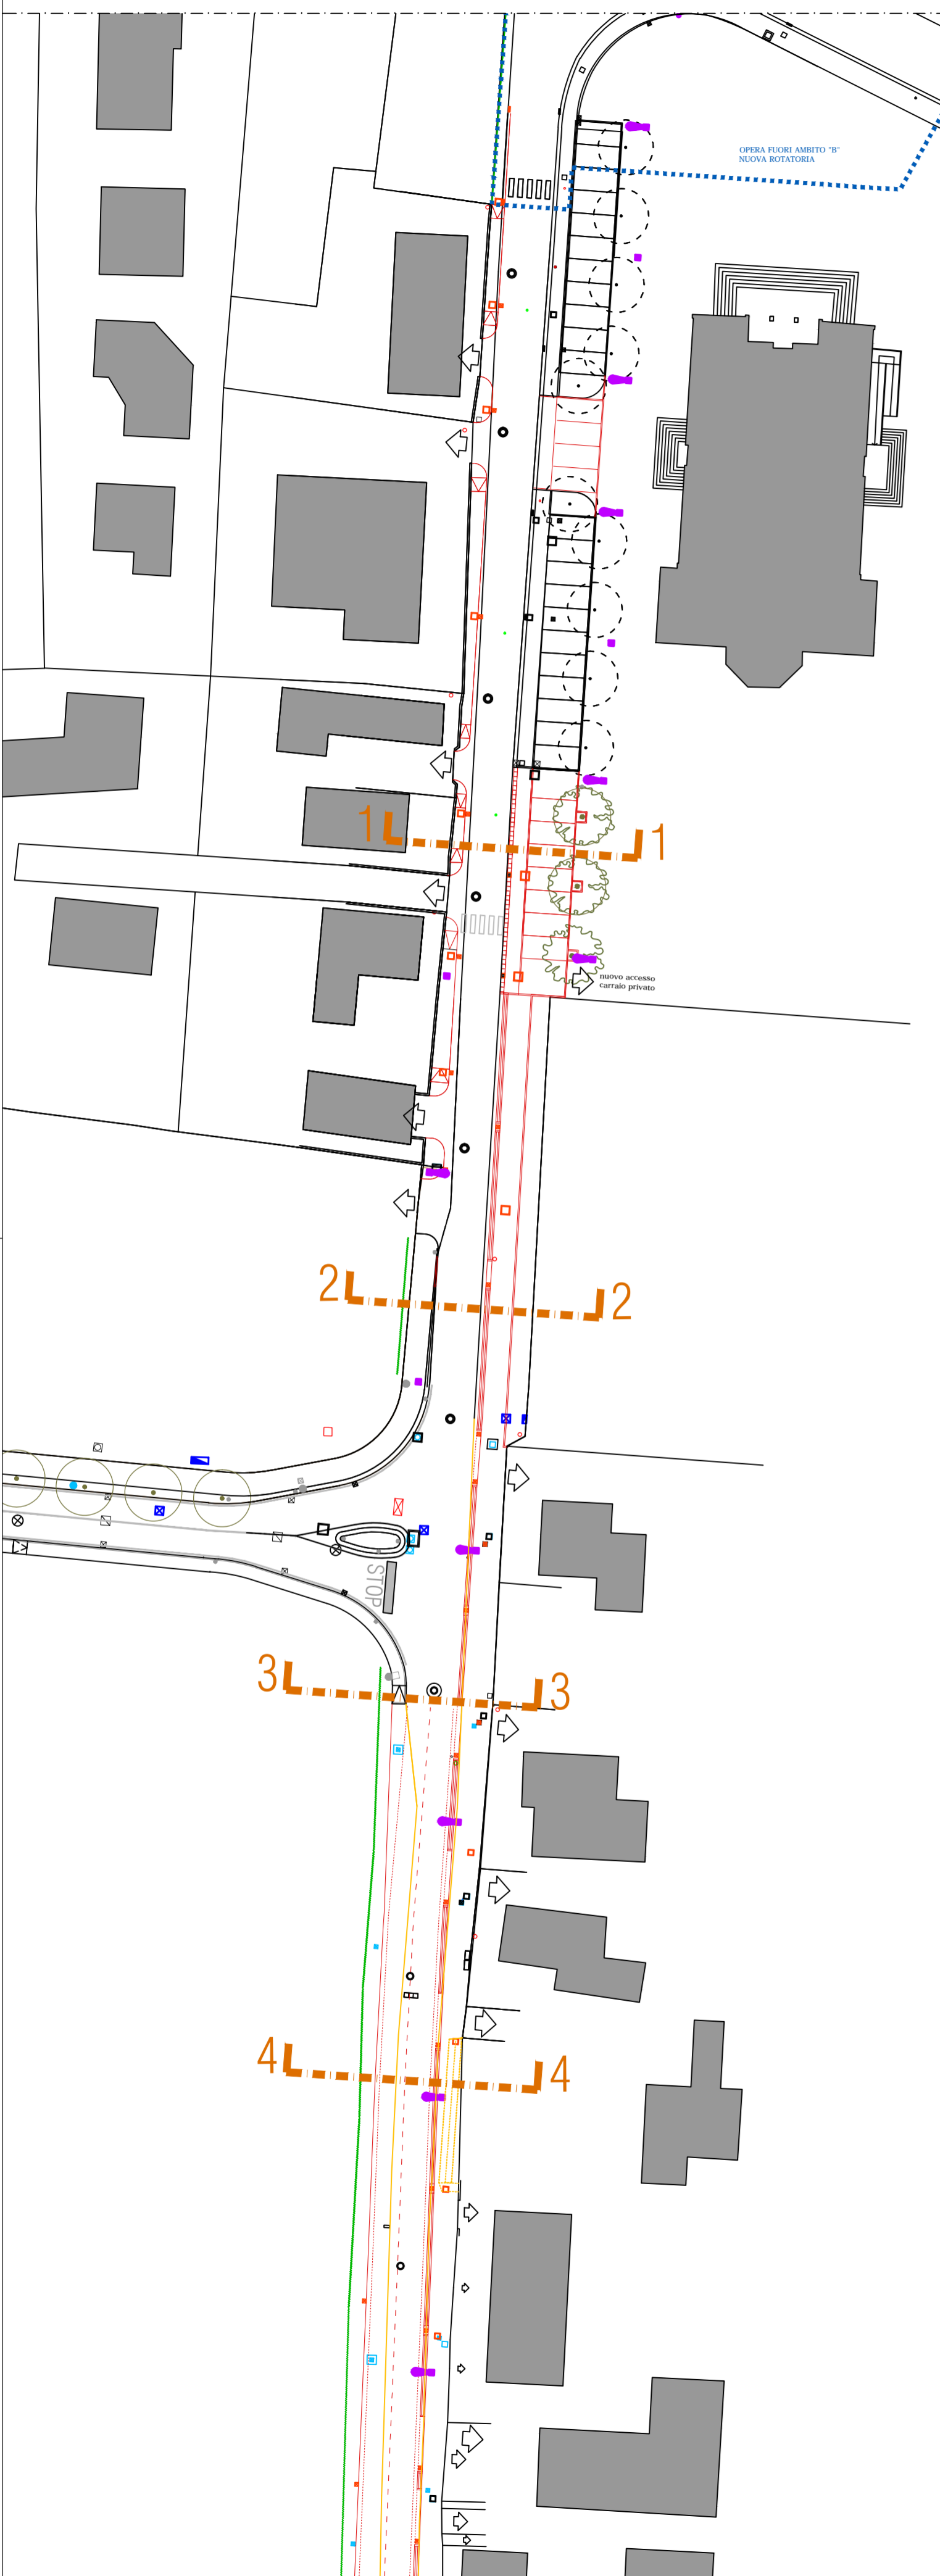 OPERA FUORI AMBITO "B"
NUOVA ROTATORIA
1 1
nuovo accesso
carraio privato
2 2
STOP
3 3
4 4